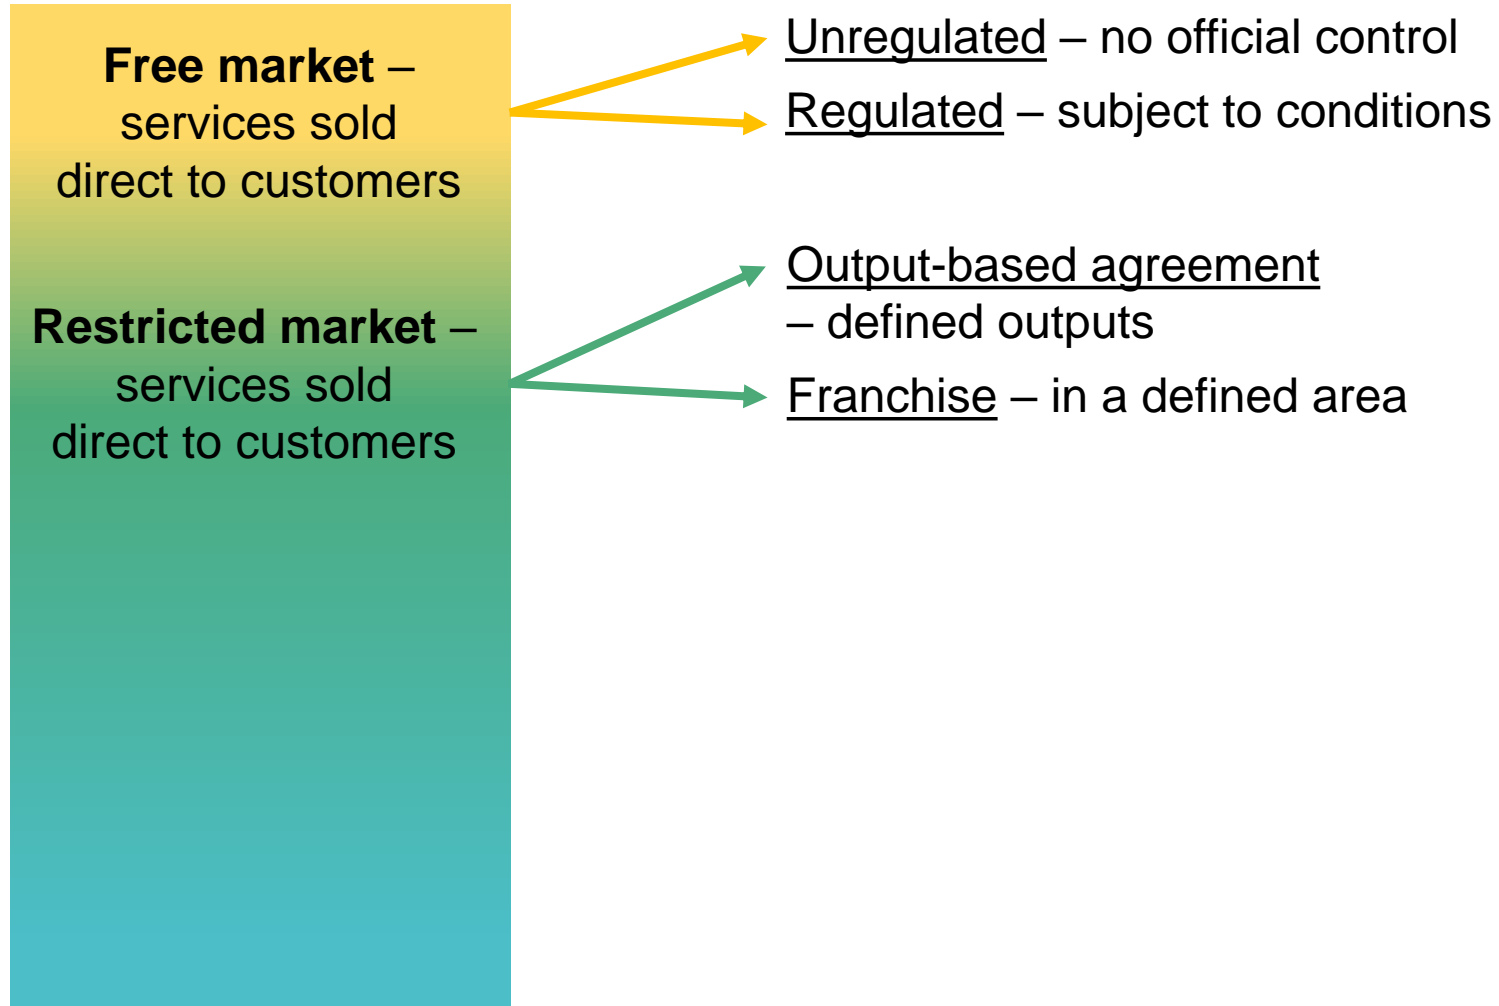 Free market –
services sold
direct to customers
Unregulated – no official control
Regulated – subject to conditions
Restricted market –
services sold
direct to customers
Output-based agreement
– defined outputs
Franchise – in a defined area